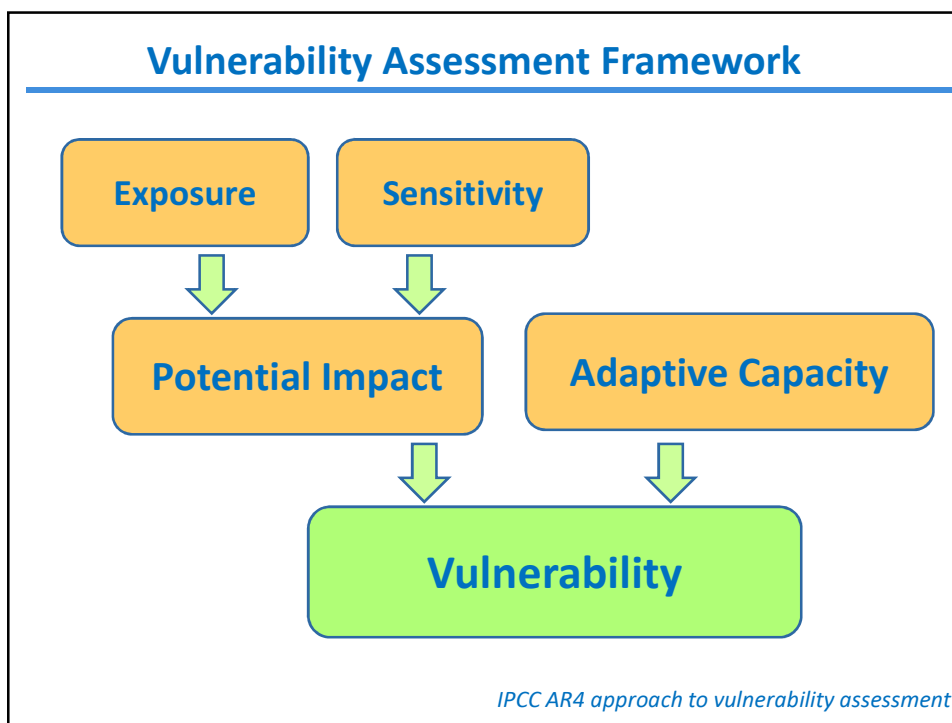 Vulnerability Assessment Framework
Exposure
Sensitivity
Potential Impact
Adaptive Capacity
Vulnerability
IPCC AR4 approach to vulnerability assessment